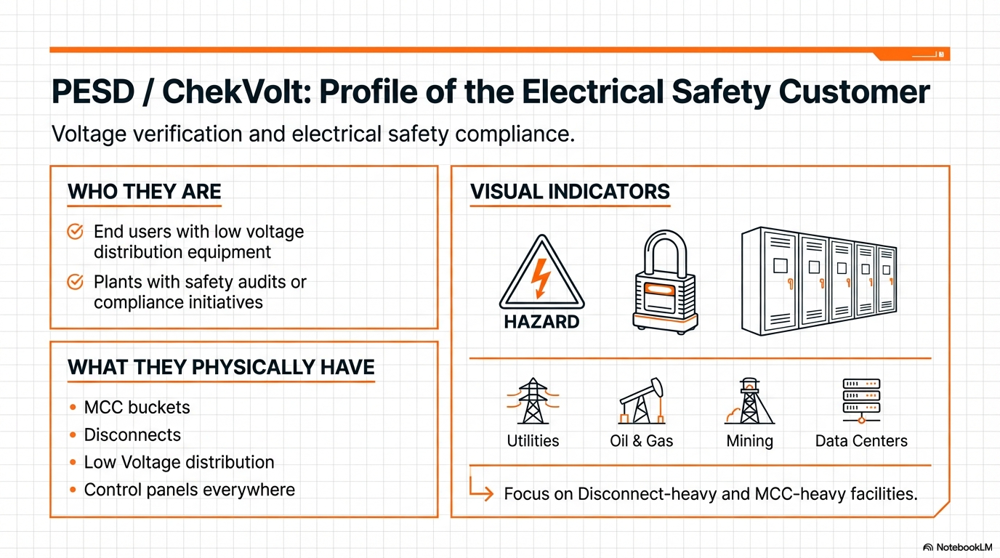 PESD / ChekVolt: Profile of the Electrical Safety Customer
Voltage verification and electrical safety compliance.
WHO THEY ARE
End users with low voltage
distribution equipment
Plants with safety audits or
compliance initiatives
WHAT THEY PHYSICALLY HAVE
• MCC buckets
• Disconnects
• Low Voltage distribution
• Control panels everywhere
VISUAL INDICATORS
HAZARD
Utilities
Oil & Gas
Mining
Data Centers
Focus on Disconnect-heavy and MCC-heavy facilities.
NotebookLM